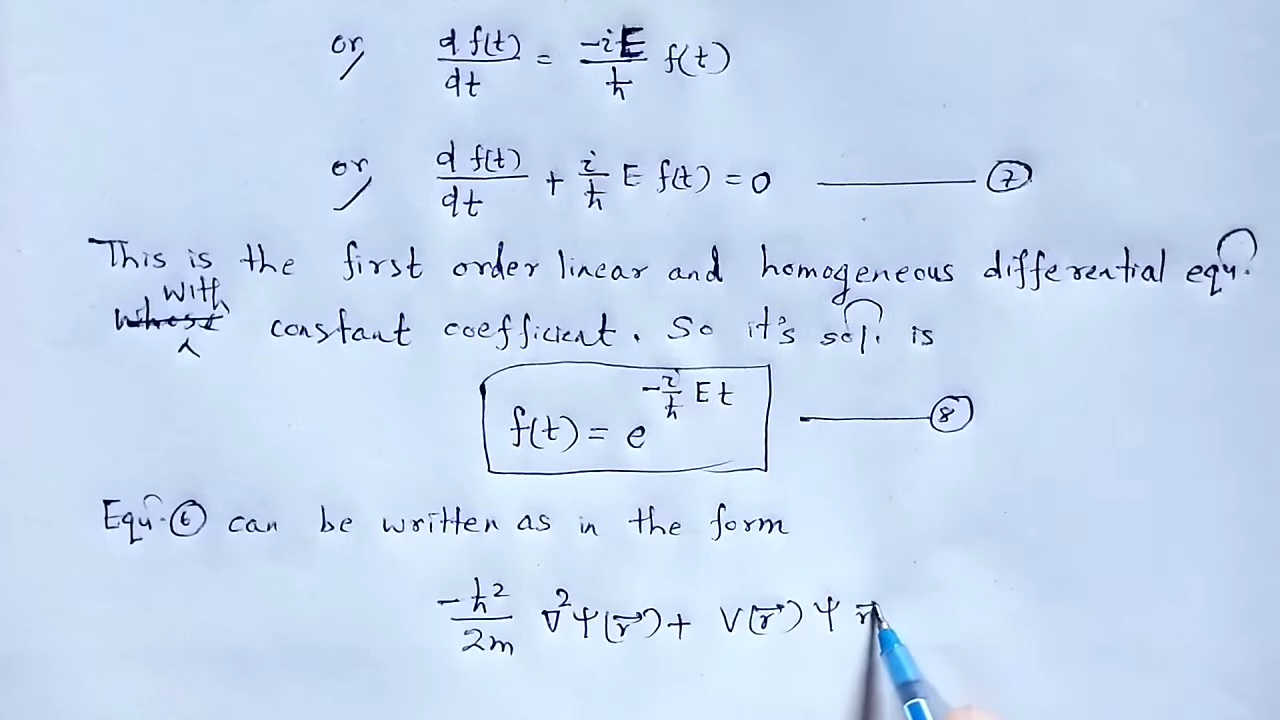 or, d f(t)/dt = -iE/ħ f(t)
or, d f(t)/dt + i/ħ E f(t) = 0 ——— ⑦
This is the first order linear and homogeneous differential equ.
with
constant coefficient. So it's sol. is
f(t) = e^(-i/ħ Et) ——— ⑧
Equ. ⑥ can be written as in the form
-ħ²/2m ∇²Ψ(r⃗) + V(r⃗) Ψ r⃗